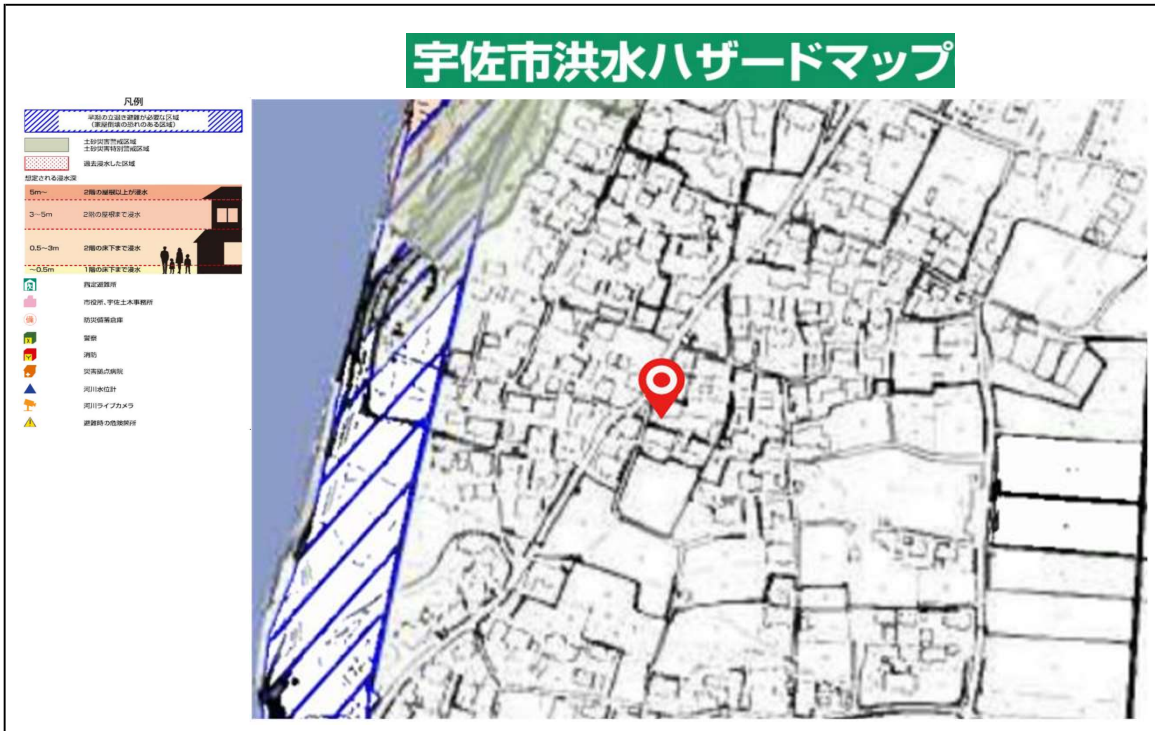 宇佐市洪水ハザードマップ
凡例
早期の立退き避難が必要な区域
(家屋倒壊の恐れのある区域)
土砂災害警戒区域
土砂災害特別警戒区域
過去浸水した区域
想定される浸水深
5m~ 2階の屋根以上が浸水
3~5m 2階の屋根まで浸水
0.5~3m 2階の床下まで浸水
~0.5m 1階の床下まで浸水
指定避難所
市役所、宇佐土木事務所
防災備蓄倉庫
警察
消防
災害拠点病院
河川水位計
河川ライブカメラ
避難時の危険箇所